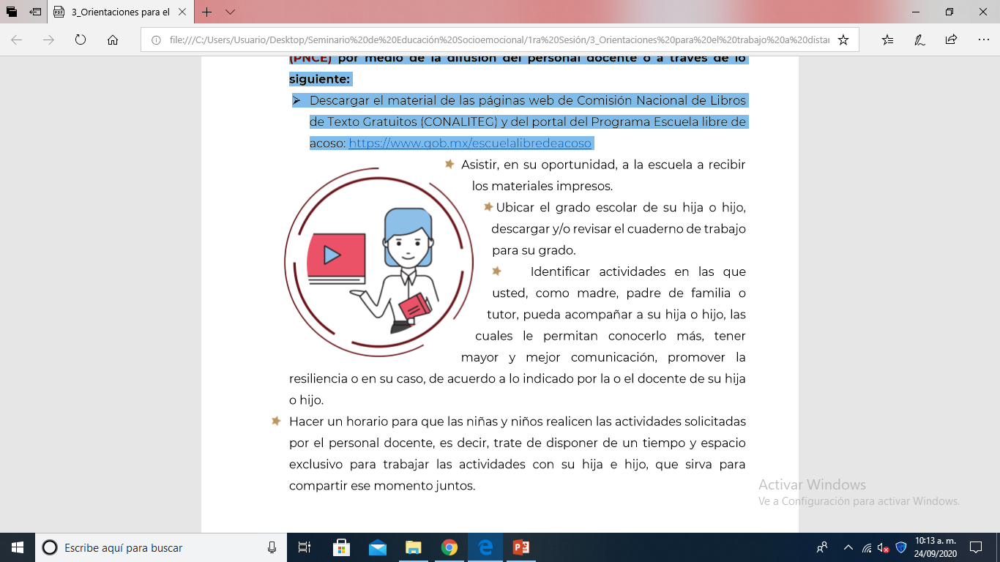 3_Orientaciones para el
file:///C:/Users/Usuario/Desktop/Seminario%20de%20Educación%20Socioemocional/1ra%20Sesión/3_Orientaciones%20para%20el%20trabajo%20a%20distar
(PNCE) por medio de la difusión del personal docente o a través de lo
siguiente:
➢ Descargar el material de las páginas web de Comisión Nacional de Libros
de Texto Gratuitos (CONALITEG) y del portal del Programa Escuela libre de
acoso: https://www.gob.mx/escuelalibredeacoso
Asistir, en su oportunidad, a la escuela a recibir
los materiales impresos.
Ubicar el grado escolar de su hija o hijo,
descargar y/o revisar el cuaderno de trabajo
para su grado.
Identificar actividades en las que
usted, como madre, padre de familia o
tutor, pueda acompañar a su hija o hijo, las
cuales le permitan conocerlo más, tener
mayor y mejor comunicación, promover la
resiliencia o en su caso, de acuerdo a lo indicado por la o el docente de su hija
o hijo.
Hacer un horario para que las niñas y niños realicen las actividades solicitadas
por el personal docente, es decir, trate de disponer de un tiempo y espacio
exclusivo para trabajar las actividades con su hija e hijo, que sirva para
compartir ese momento juntos.
Activar Windows
Ve a Configuración para activar Windows.
Escribe aquí para buscar
10:13 a. m.
24/09/2020